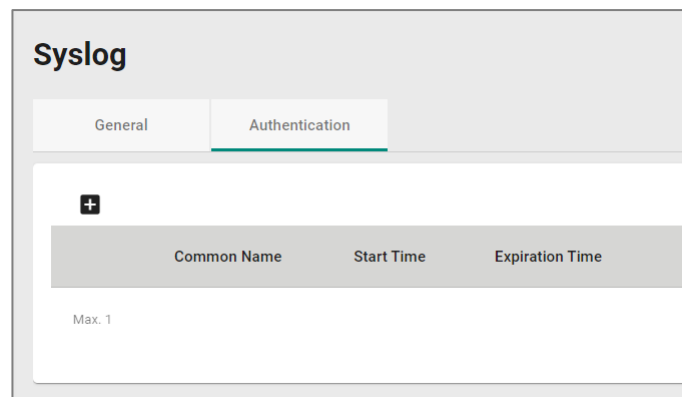 Syslog
General Authentication
Common Name Start Time Expiration Time
Max. 1